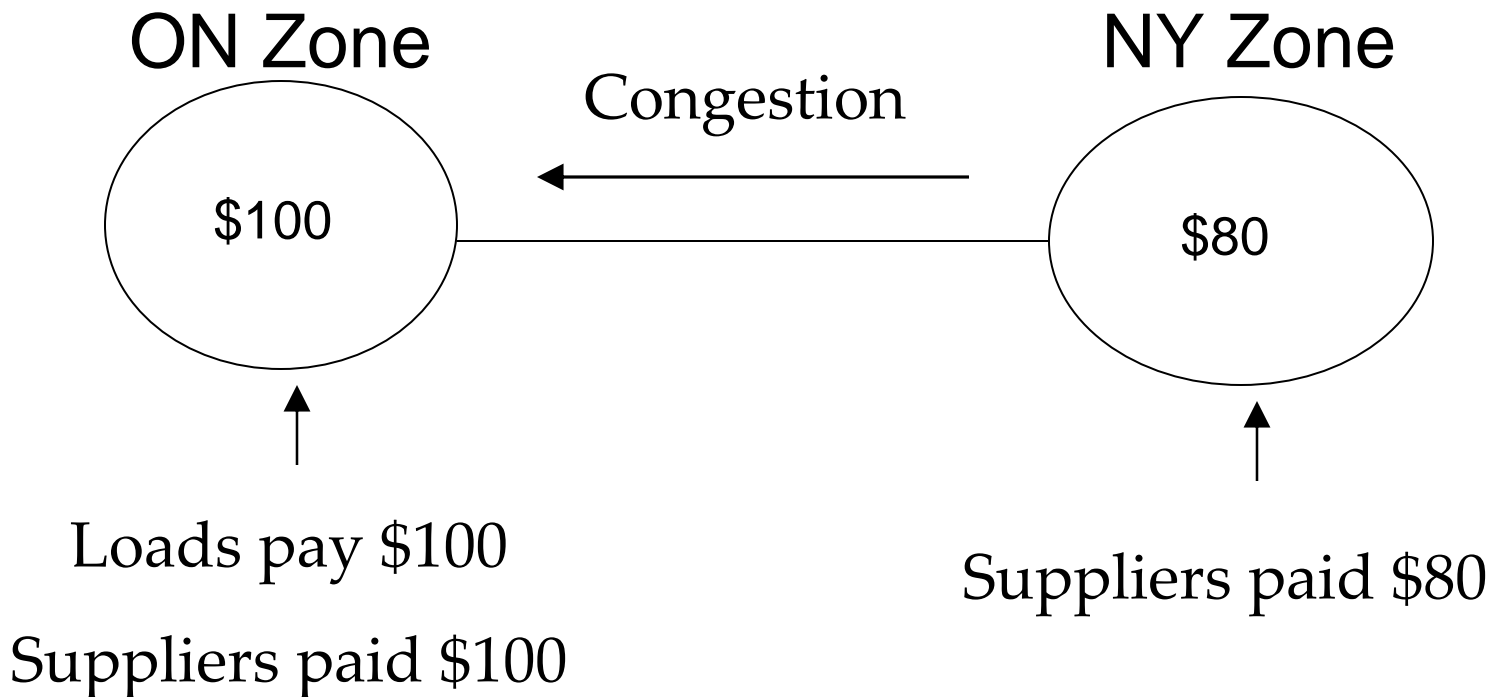 ON Zone
NY Zone
Congestion
$100
$80
Loads pay $100
Suppliers paid $80
Suppliers paid $100